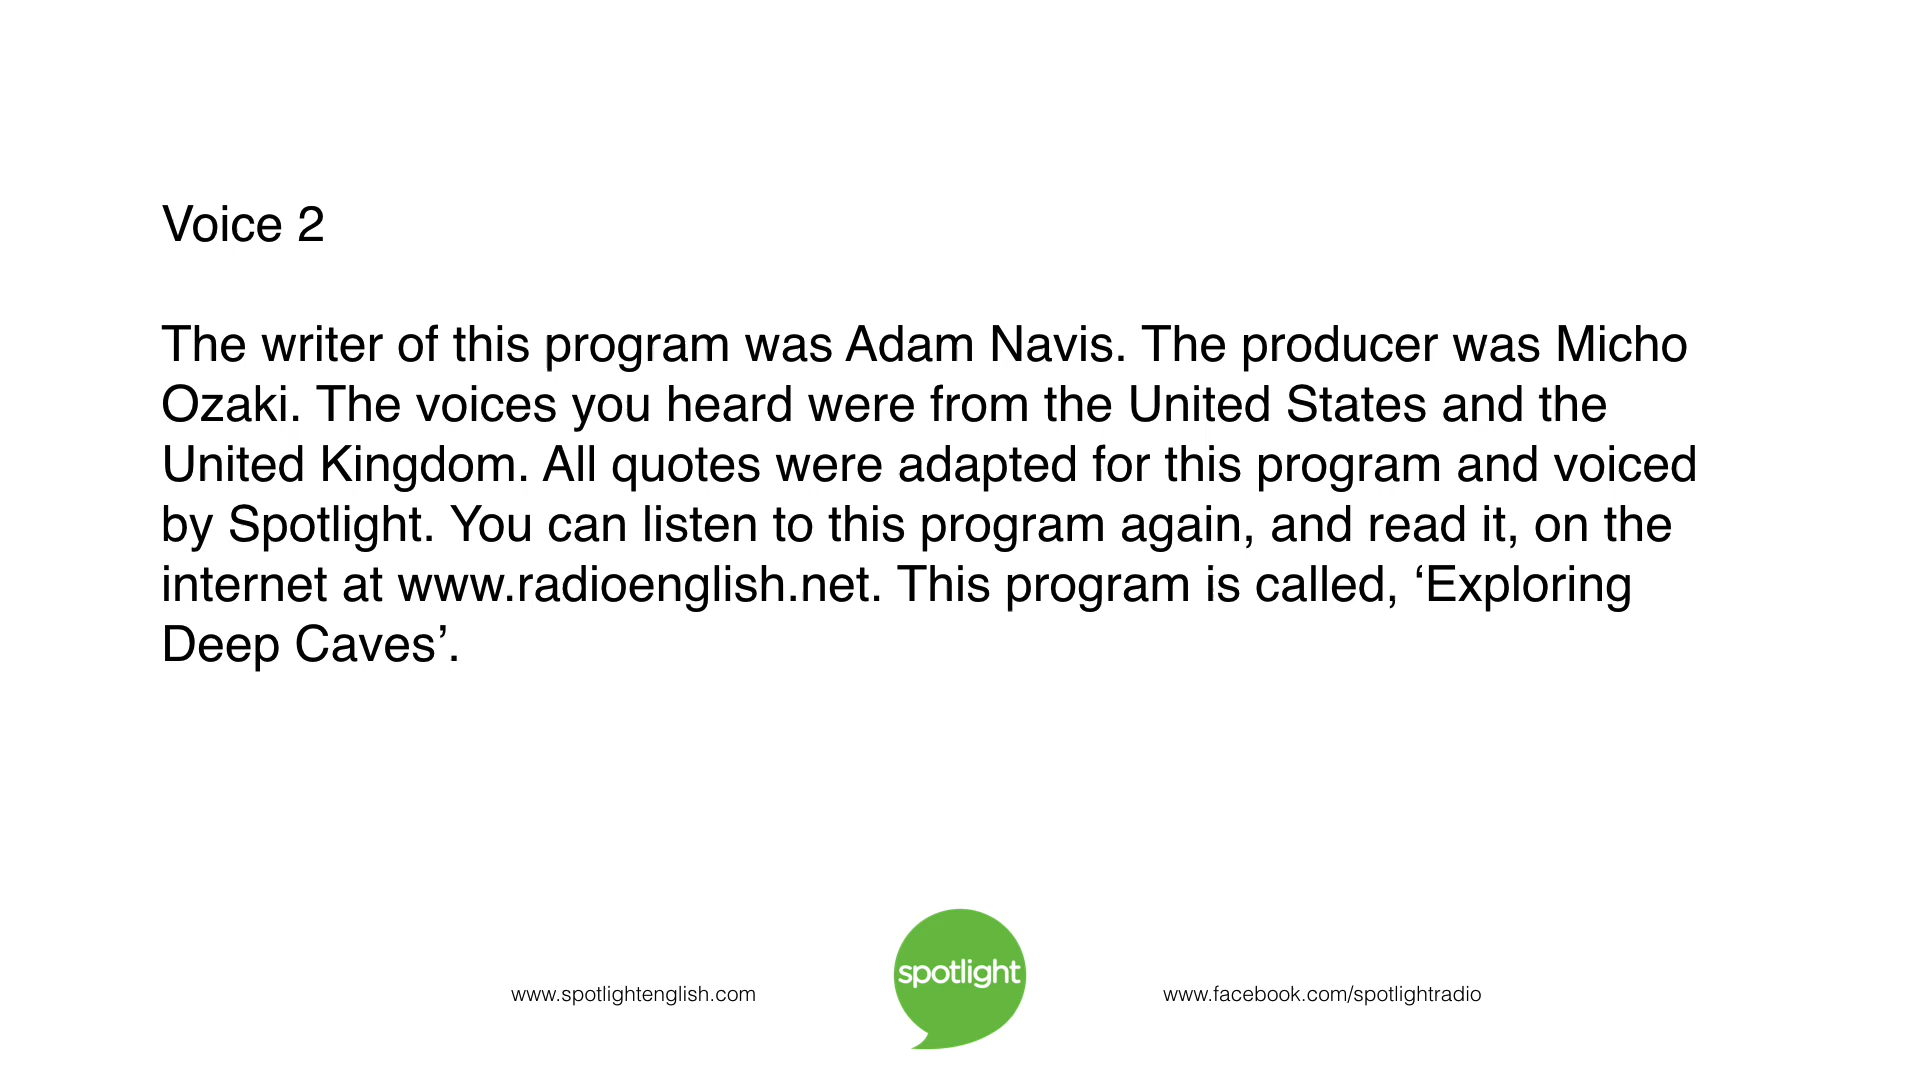 Voice 2
The writer of this program was Adam Navis. The producer was Micho
Ozaki. The voices you heard were from the United States and the
United Kingdom. All quotes were adapted for this program and voiced
by Spotlight. You can listen to this program again, and read it, on the
internet at www.radioenglish.net. This program is called, ‘Exploring
Deep Caves’.
spotlight
www.spotlightenglish.com
www.facebook.com/spotlightradio